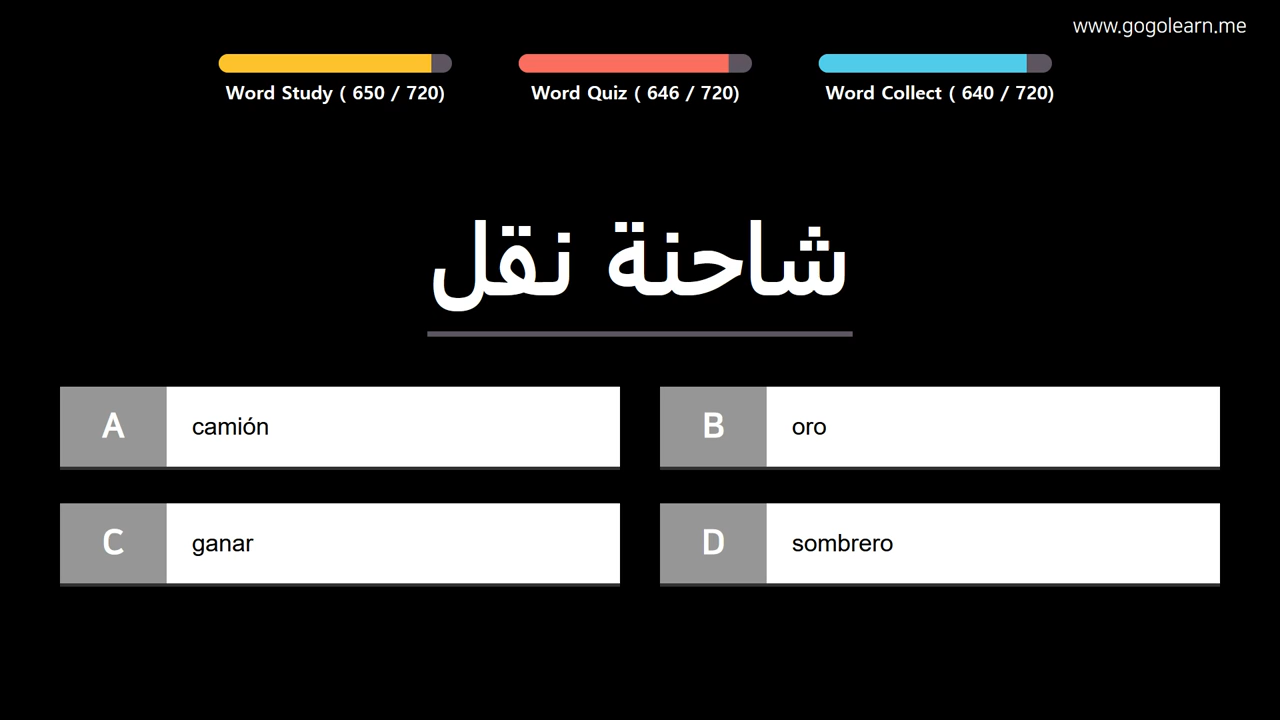 www.gogolearn.me
Word Study ( 650 / 720)
Word Quiz ( 646 / 720)
Word Collect ( 640 / 720)
شاحنة نقل
A camión
B oro
C ganar
D sombrero